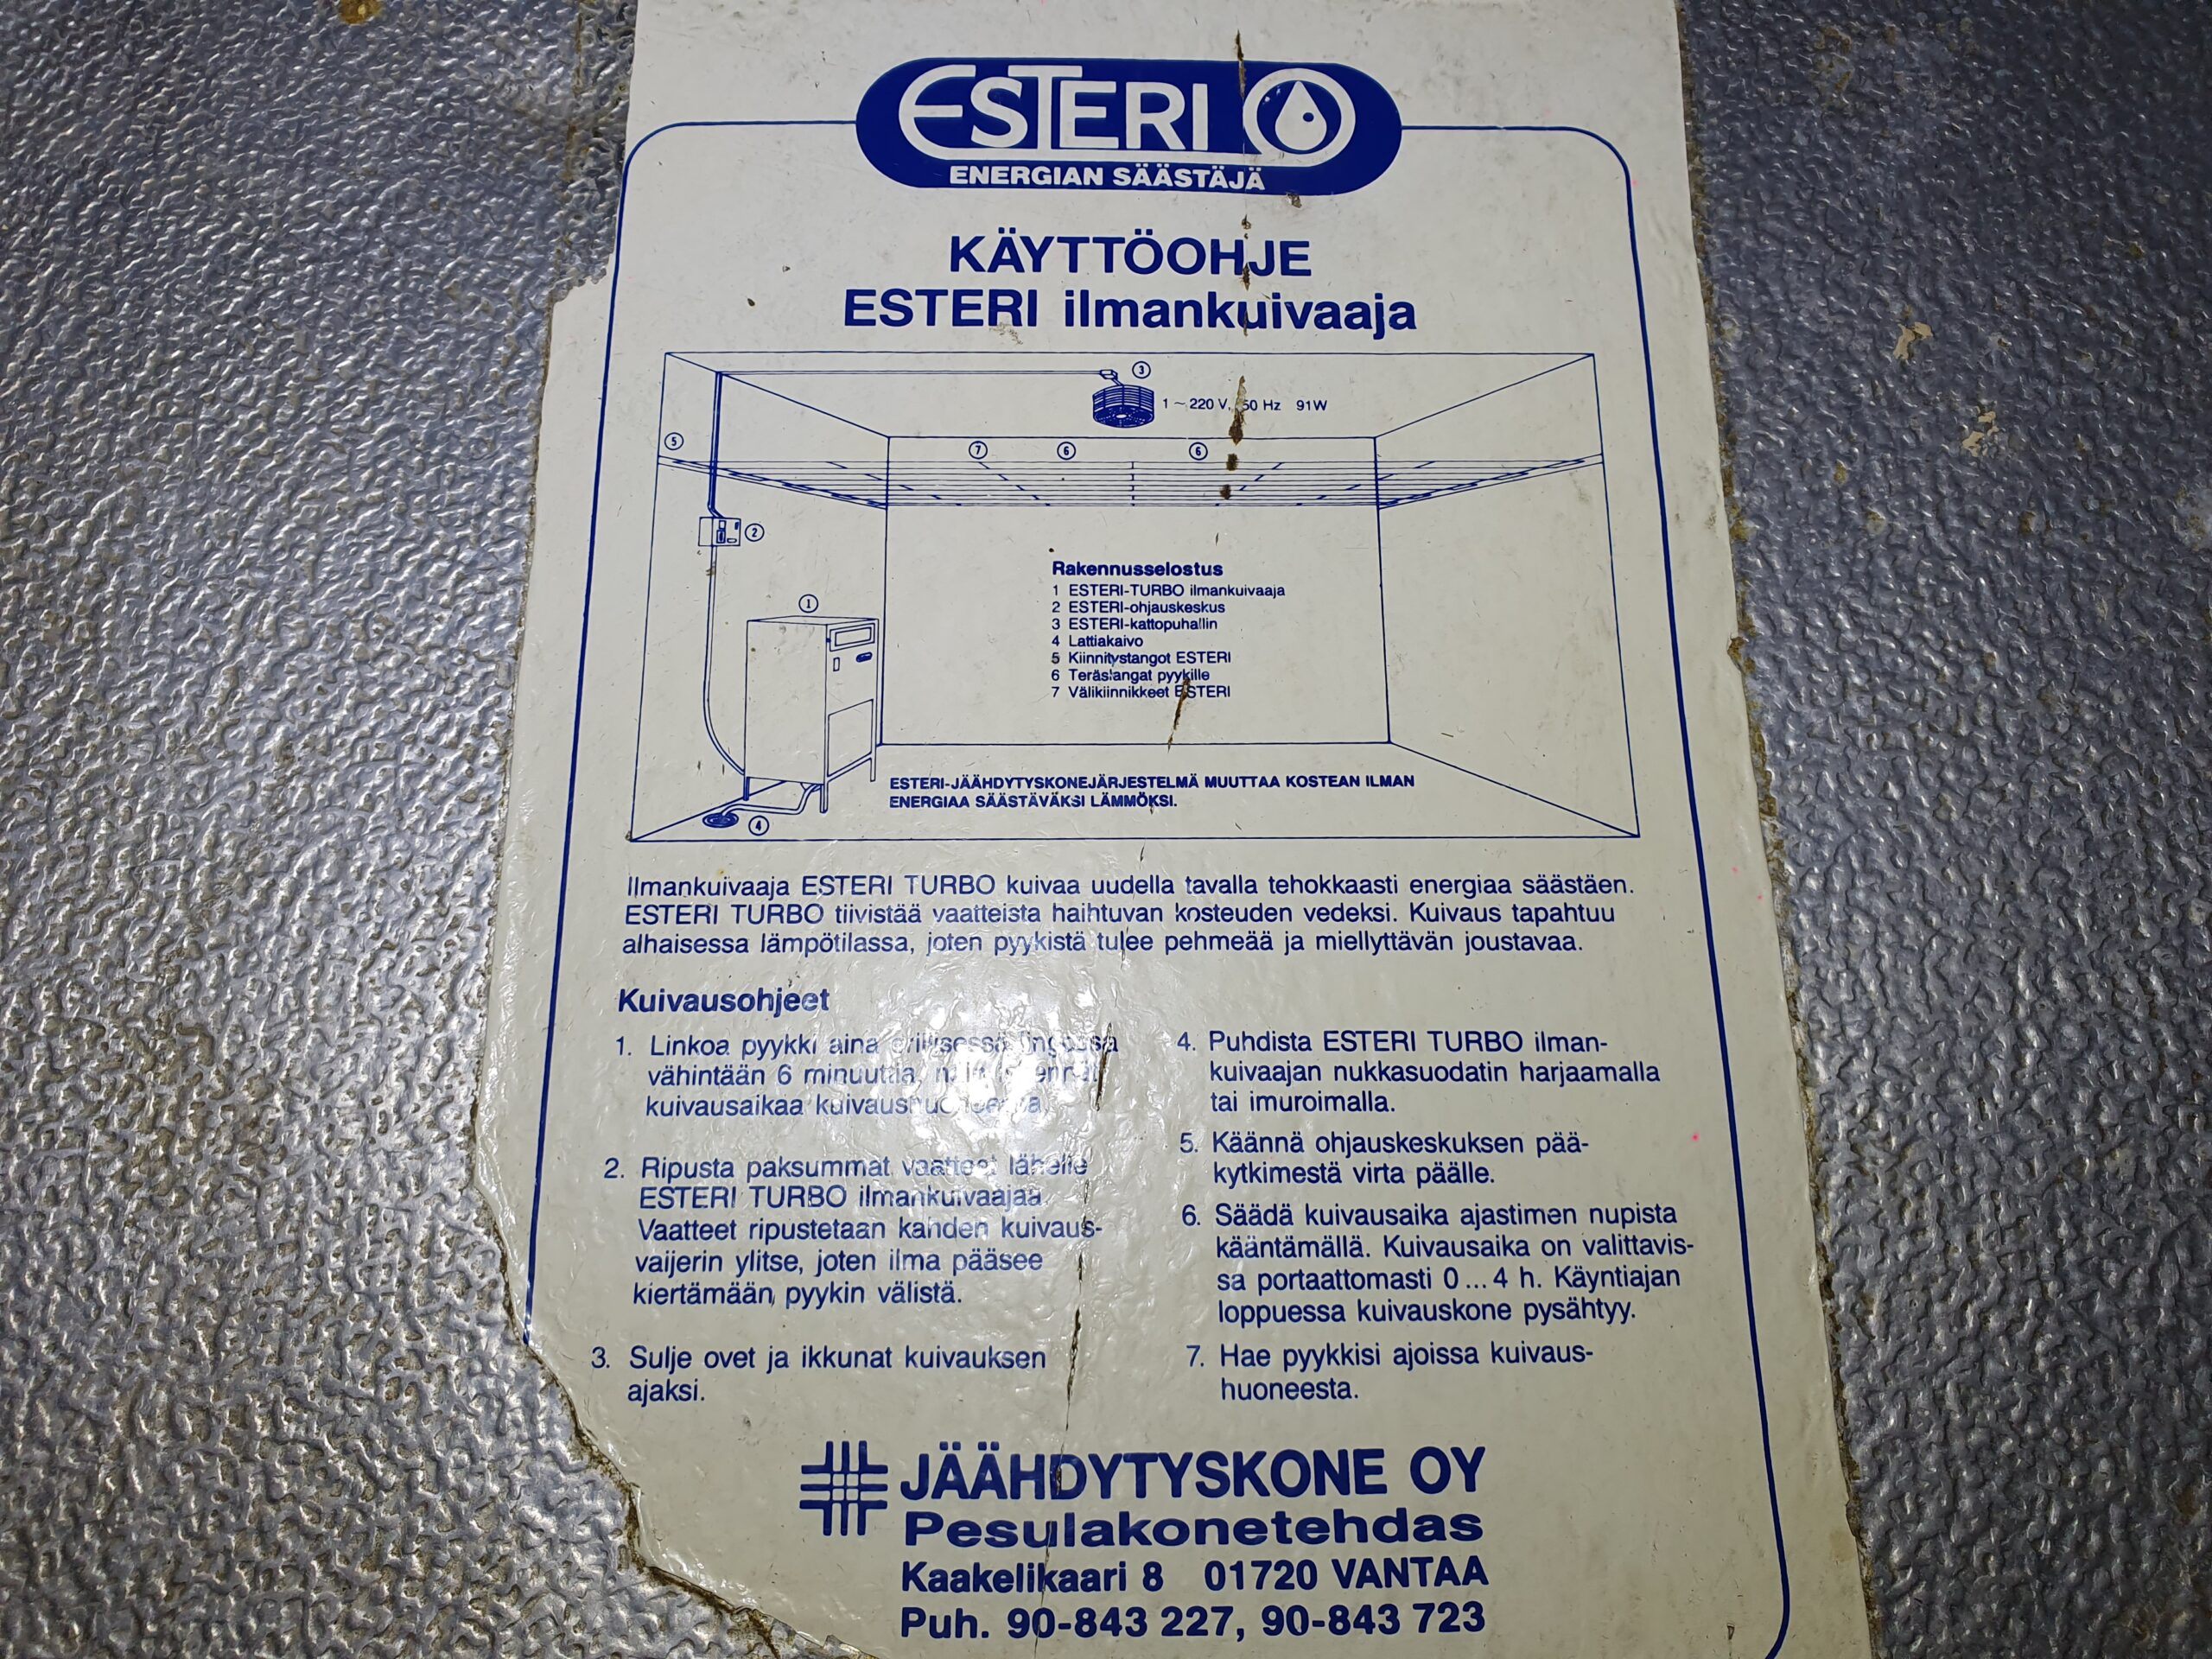 ESTERI
ENERGIAN SÄÄSTÄJÄ
KÄYTTÖOHJE
ESTERI ilmankuivaaja
3
1 ~ 220 V, 50 Hz 91W
5
7
6
6
2
1
Rakennusselostus
1 ESTERI-TURBO ilmankuivaaja
2 ESTERI-ohjauskeskus
3 ESTERI-kattopuhallin
4 Lattiakaivo
5 Kiinnitystangot ESTERI
6 Teräslangat pyykille
7 Välikiinnikkeet ESTERI
ESTERI-JÄÄHDYTYSKONEJÄRJESTELMÄ MUUTTAA KOSTEAN ILMAN
ENERGIAA SÄÄSTÄVÄKSI LÄMMÖKSI.
4
Ilmankuivaaja ESTERI TURBO kuivaa uudella tavalla tehokkaasti energiaa säästäen.
ESTERI TURBO tiivistää vaatteista haihtuvan kosteuden vedeksi. Kuivaus tapahtuu
alhaisessa lämpötilassa, joten pyykistä tulee pehmeää ja miellyttävän joustavaa.
Kuivausohjeet
1. Linkoa pyykki aina erillisessä lingossa
vähintään 6 minuuttia,
kuivausaikaa kuivaushuoneessa
2. Ripusta paksummat vaatteet lähelle
ESTERI TURBO ilmankuivaajaa
Vaatteet ripustetaan kahden kuivaus-
vaijerin ylitse, joten ilma pääsee
kiertämään pyykin välistä.
3. Sulje ovet ja ikkunat kuivauksen
ajaksi.
4. Puhdista ESTERI TURBO ilman-
kuivaajan nukkasuodatin harjaamalla
tai imuroimalla.
5. Käännä ohjauskeskuksen pää-
kytkimestä virta päälle.
6. Säädä kuivausaika ajastimen nupista
kääntämällä. Kuivausaika on valittavis-
sa portaattomasti 0...4 h. Käyntiajan
loppuessa kuivauskone pysähtyy.
7. Hae pyykkisi ajoissa kuivaus-
huoneesta.
JÄÄHDYTYSKONE OY
Pesulakonetehdas
Kaakelikaari 8 01720 VANTAA
Puh. 90-843 227, 90-843 723